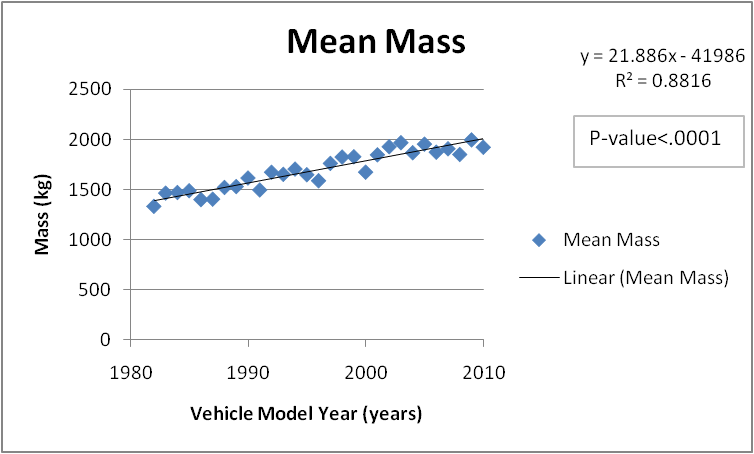 Mean Mass
y = 21.886x - 41986
R² = 0.8816
P-value<.0001
2500
2000
1500
1000
500
0
Mass (kg)
1980
1990
2000
2010
Vehicle Model Year (years)
Mean Mass
Linear (Mean Mass)